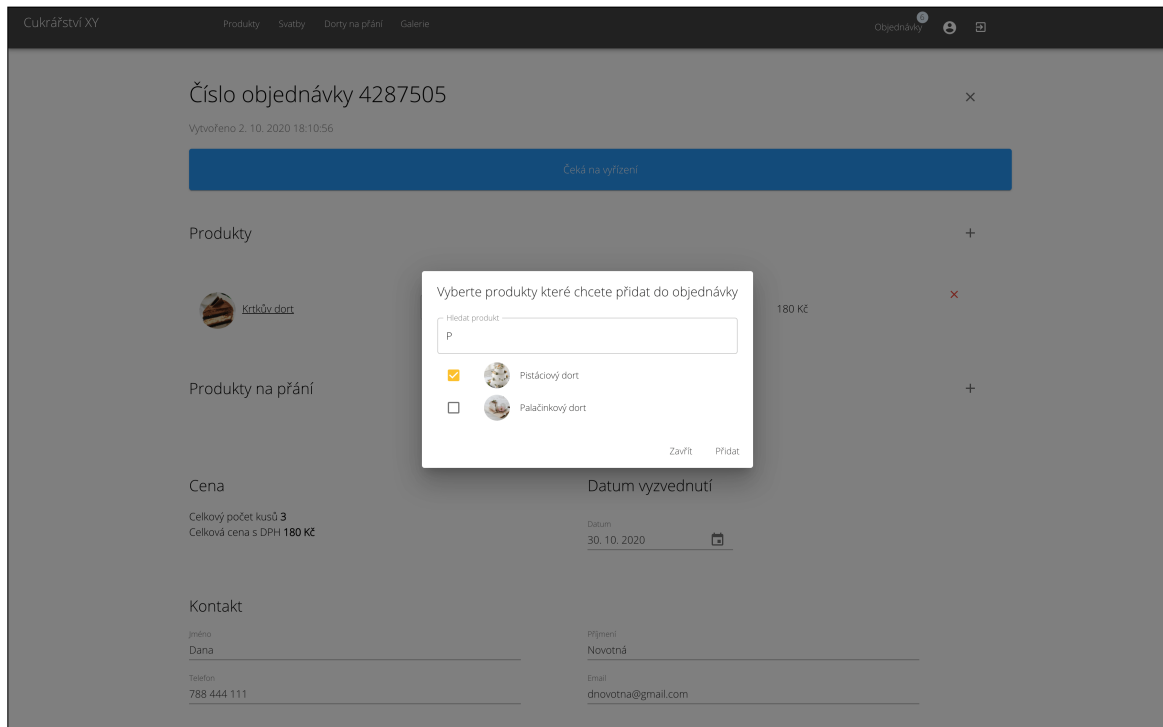 Cukrářství XY Produkty Svatby Dorty na přání Galerie Objednávky 6
Číslo objednávky 4287505
Vytvořeno 2. 10. 2020 18:10:56
Čeká na vyřízení
Produkty
Krtkův dort 180 Kč
Vyberte produkty které chcete přidat do objednávky
Hledat produkt
P
Pistáciový dort
Palačinkový dort
Zavřít Přidat
Produkty na přání
Cena
Celkový počet kusů 3
Celková cena s DPH 180 Kč
Datum vyzvednutí
Datum
30. 10. 2020
Kontakt
Jméno
Dana
Příjmení
Novotná
Telefon
788 444 111
Email
dnovotna@gmail.com